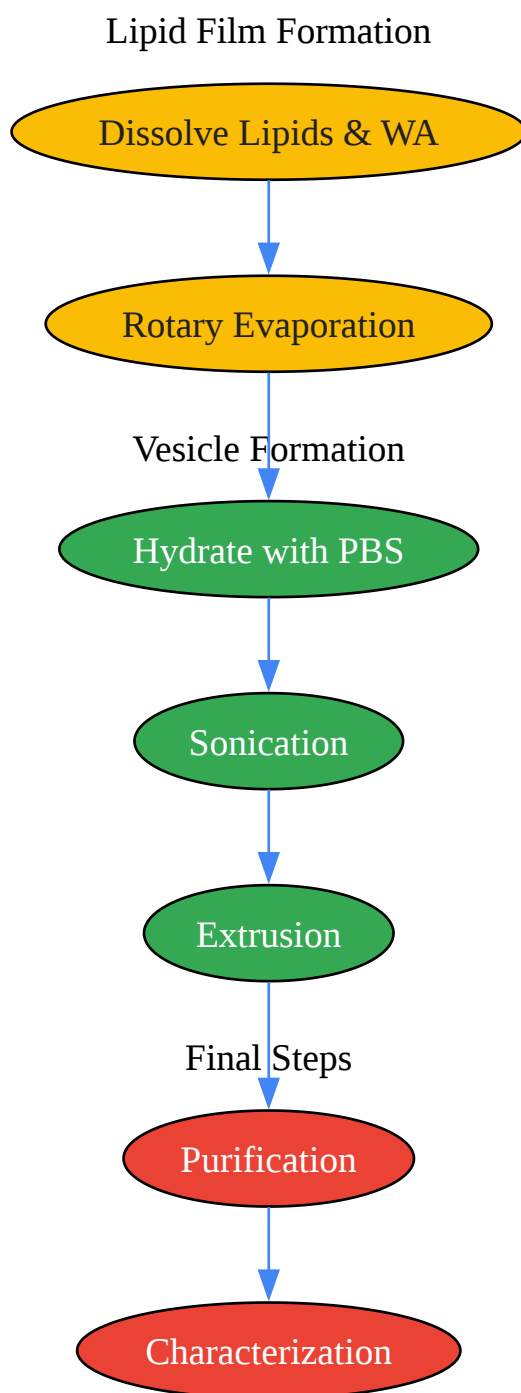 Lipid Film Formation
Dissolve Lipids & WA
Rotary Evaporation
Vesicle Formation
Hydrate with PBS
Sonication
Extrusion
Final Steps
Purification
Characterization